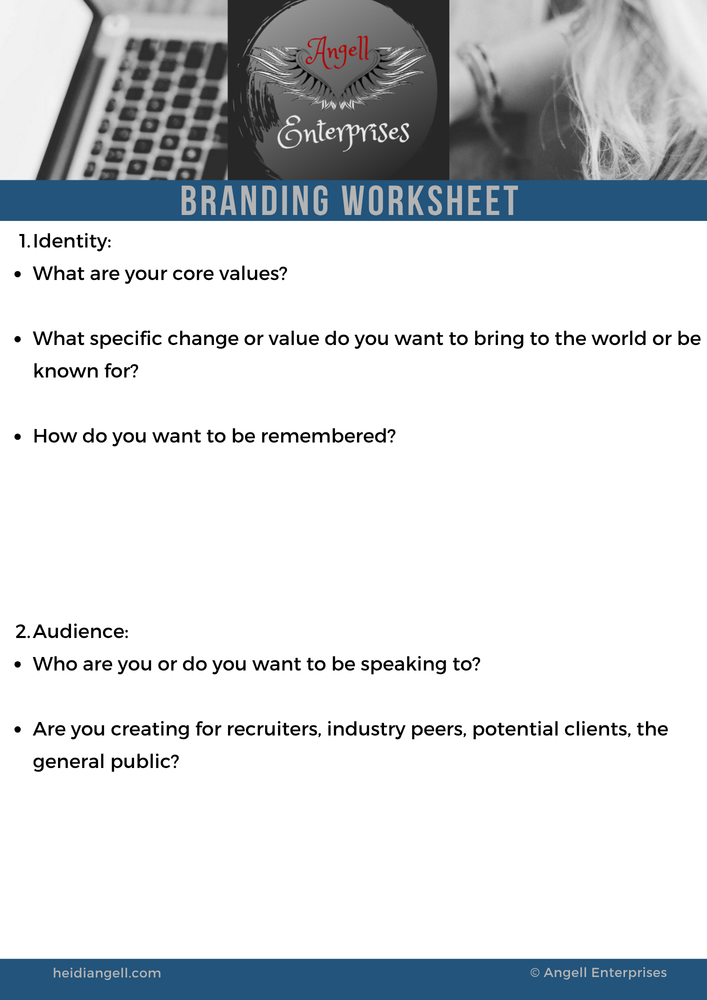 Angell
Enterprises
BRANDING WORKSHEET
1. Identity:
• What are your core values?
• What specific change or value do you want to bring to the world or be
known for?
• How do you want to be remembered?
2. Audience:
• Who are you or do you want to be speaking to?
• Are you creating for recruiters, industry peers, potential clients, the
general public?
heidiangell.com
© Angell Enterprises